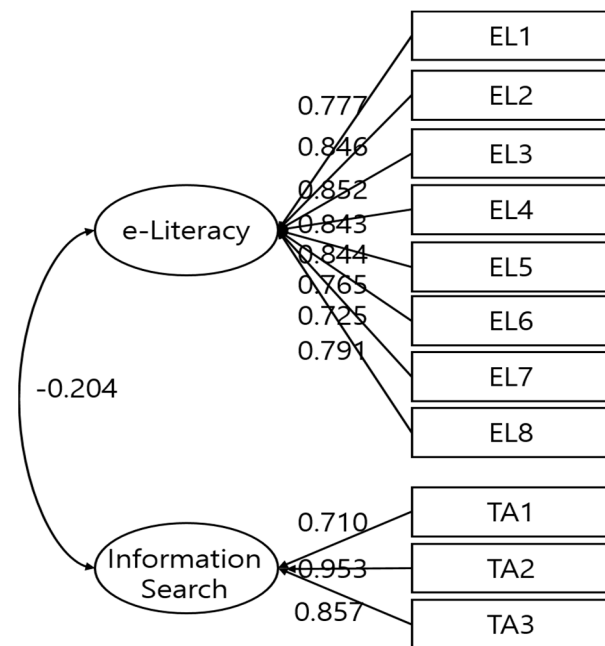 EL1
0.777
EL2
0.846
EL3
0.852
EL4
e-Literacy
0.843
0.844
EL5
0.765
0.725
EL6
0.791
EL7
-0.204
EL8
0.710
TA1
Information
Search
0.953
TA2
0.857
TA3